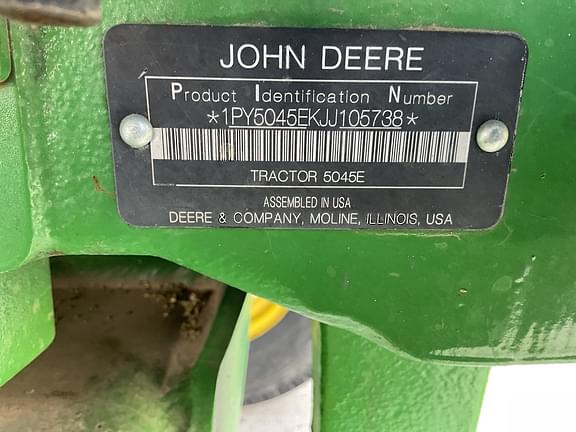 JOHN DEERE
Product Identification Number
*1PY5045EKJJ105738*
TRACTOR 5045E
ASSEMBLED IN USA
DEERE & COMPANY, MOLINE, ILLINOIS, USA